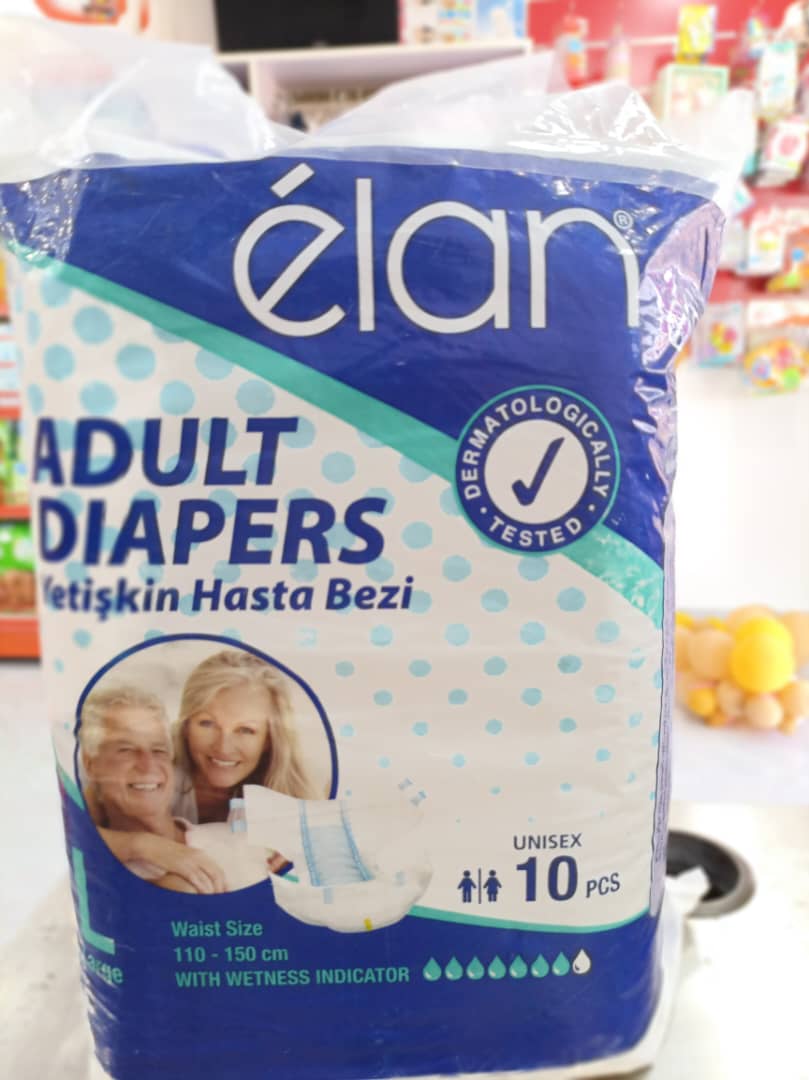 élan®
DERMATOLOGICALLY
• TESTED •
ADULT
DIAPERS
Yetişkin Hasta Bezi
UNISEX
10 PCS
L
Large
Waist Size
110 - 150 cm
WITH WETNESS INDICATOR